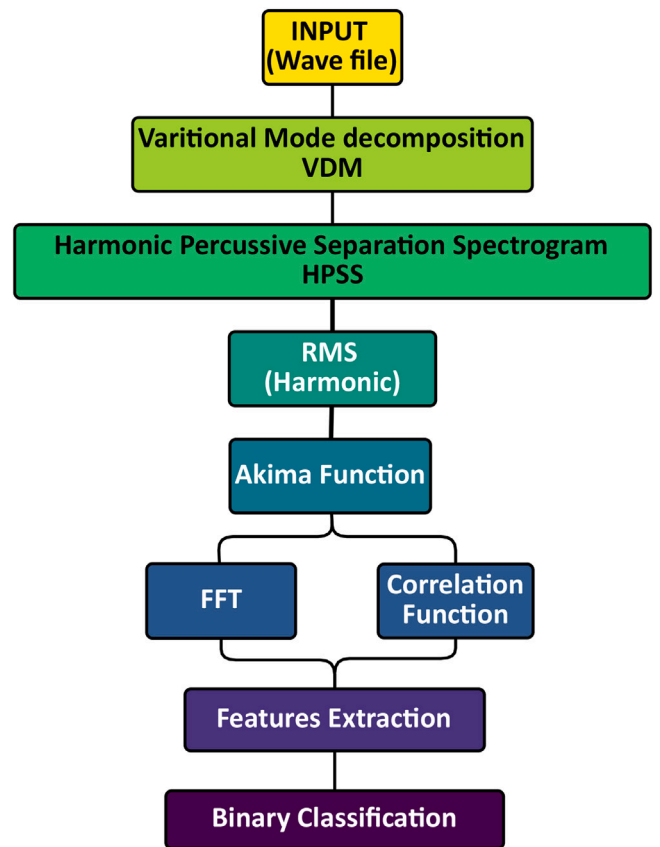 INPUT
(Wave file)
Varitional Mode decomposition
VDM
Harmonic Percussive Separation Spectrogram
HPSS
RMS
(Harmonic)
Akima Function
FFT
Correlation
Function
Features Extraction
Binary Classification